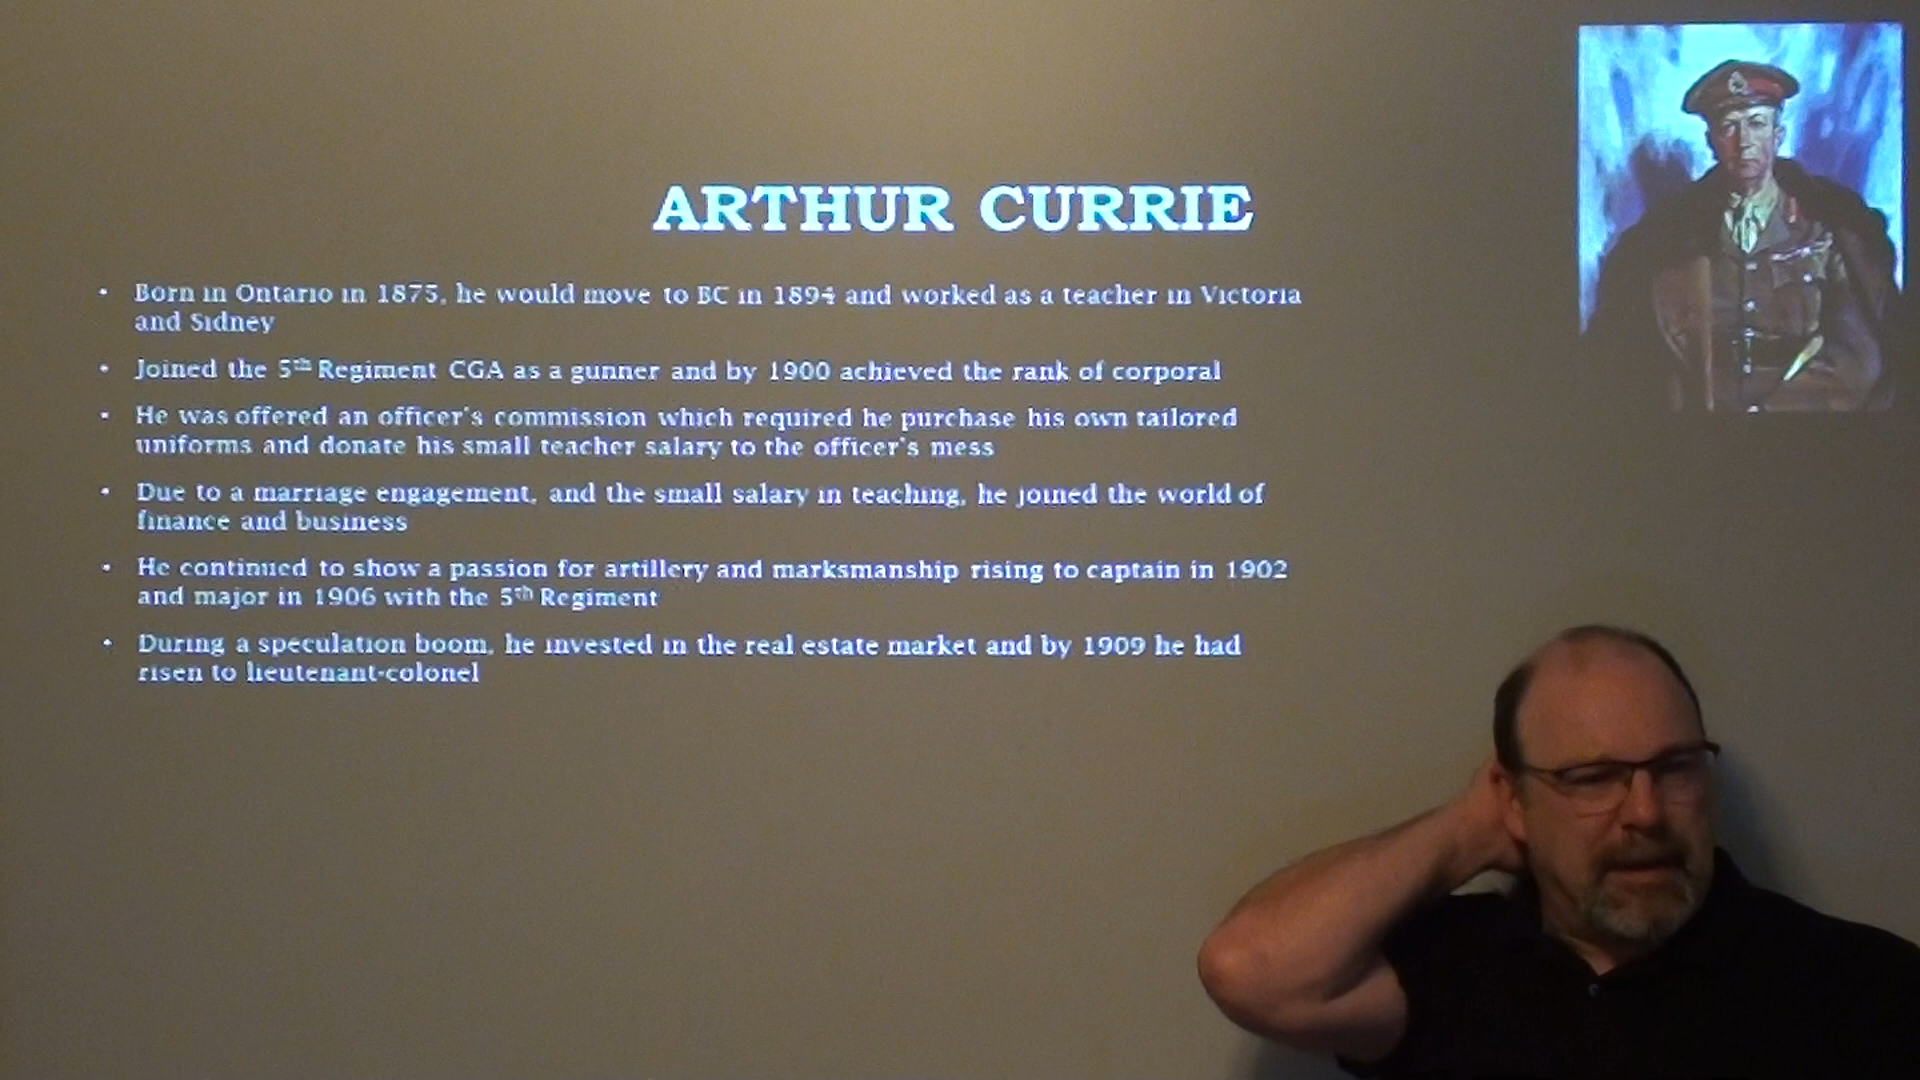 ARTHUR CURRIE
• Born in Ontario in 1875, he would move to BC in 1894 and worked as a teacher in Victoria
and Sidney
• Joined the 5th Regiment CGA as a gunner and by 1900 achieved the rank of corporal
• He was offered an officer's commission which required he purchase his own tailored
uniforms and donate his small teacher salary to the officer's mess
• Due to a marriage engagement, and the small salary in teaching, he joined the world of
finance and business
• He continued to show a passion for artillery and marksmanship rising to captain in 1902
and major in 1906 with the 5th Regiment
• During a speculation boom, he invested in the real estate market and by 1909 he had
risen to lieutenant-colonel